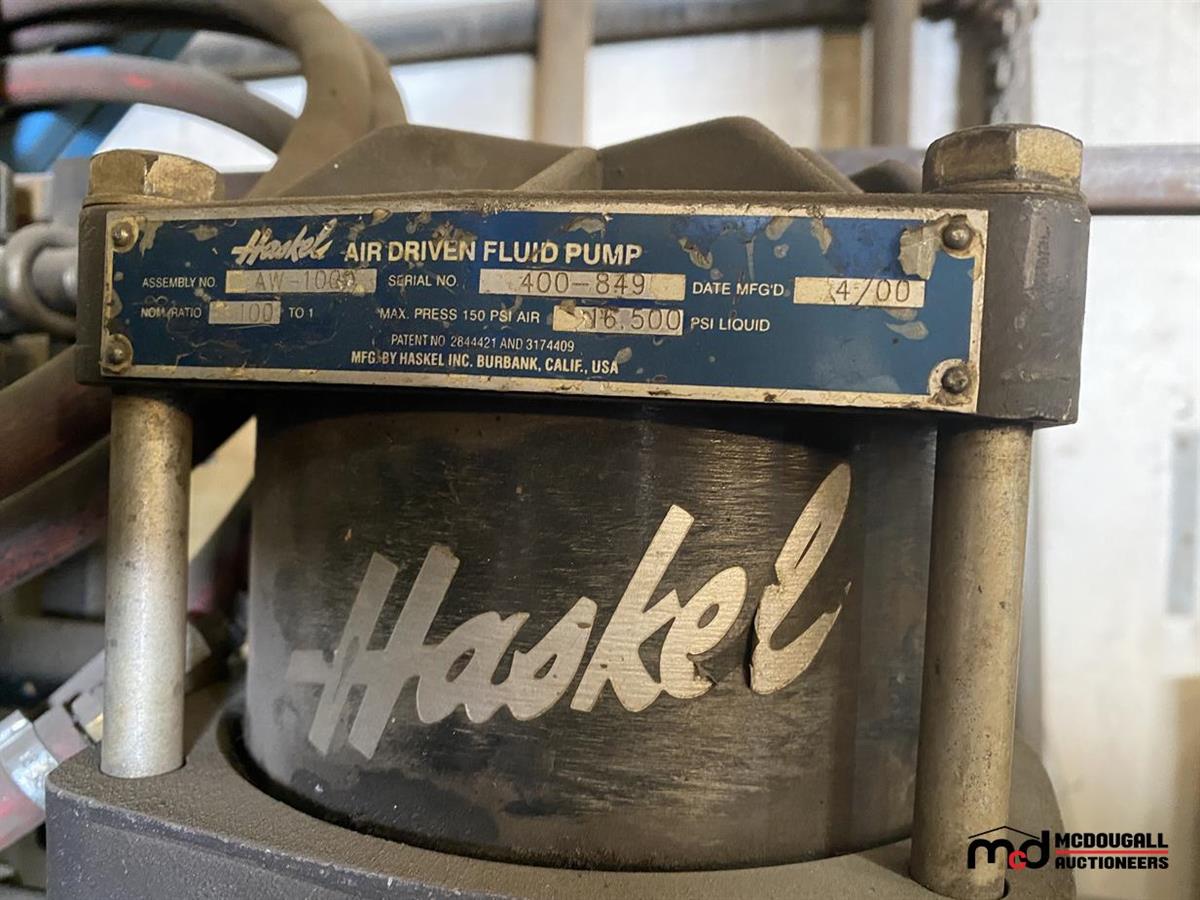 Haskel AIR DRIVEN FLUID PUMP
ASSEMBLY NO. AW-100 SERIAL NO. 400-849 DATE MFG'D 4/00
NOM. RATIO 100 TO 1 MAX. PRESS 150 PSI AIR 16,500 PSI LIQUID
PATENT NO 2844421 AND 3174409
MFG. BY HASKEL INC. BURBANK, CALIF., USA
Haskel
mcd MCDOUGALL
AUCTIONEERS